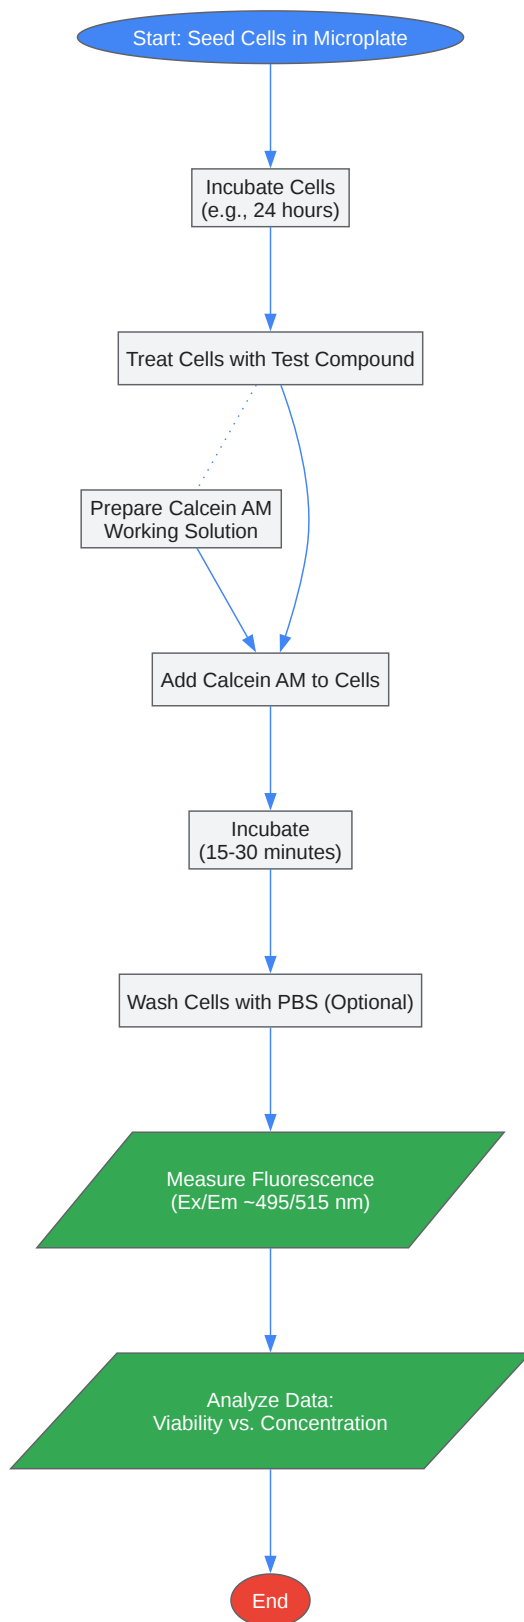 Start: Seed Cells in Microplate
Incubate Cells
(e.g., 24 hours)
Treat Cells with Test Compound
Prepare Calcein AM
Working Solution
Add Calcein AM to Cells
Incubate
(15-30 minutes)
Wash Cells with PBS (Optional)
Measure Fluorescence
(Ex/Em ~495/515 nm)
Analyze Data:
Viability vs. Concentration
End